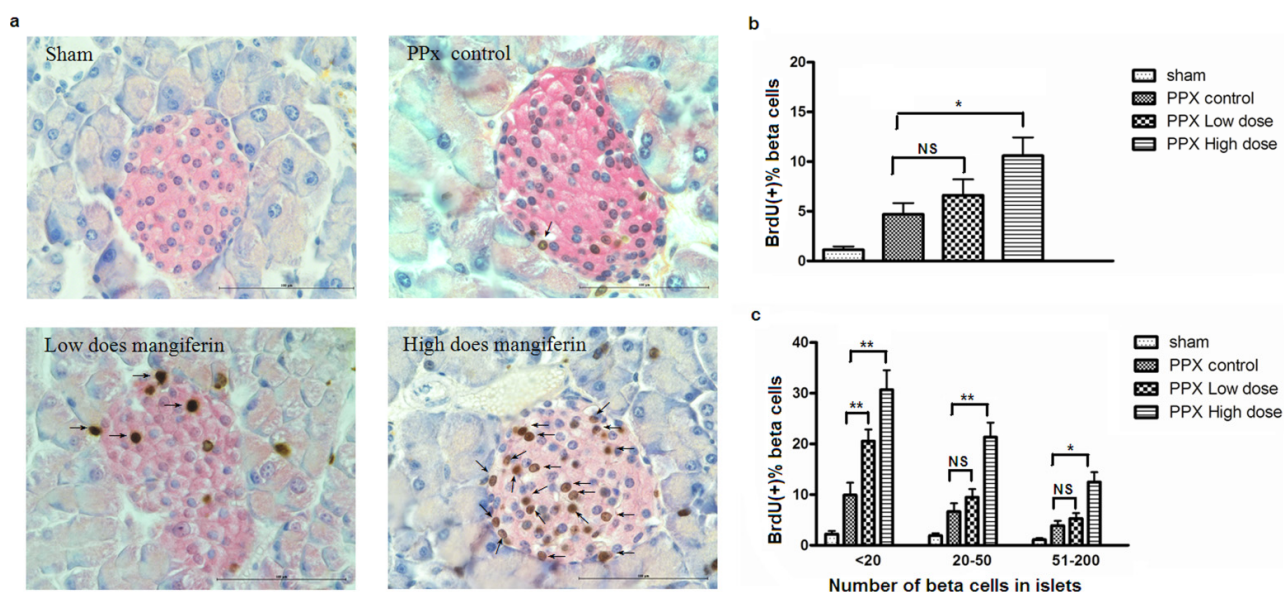 a
Sham
PPx control
Low does mangiferin
High does mangiferin
b
BrdU(+)% beta cells
20
15
10
5
0
NS
*
sham
PPX control
PPX Low dose
PPX High dose
c
BrdU(+)% beta cells
40
30
20
10
0
**
**
NS
**
NS
*
<20
20-50
51-200
Number of beta cells in islets
sham
PPX control
PPX Low dose
PPX High dose